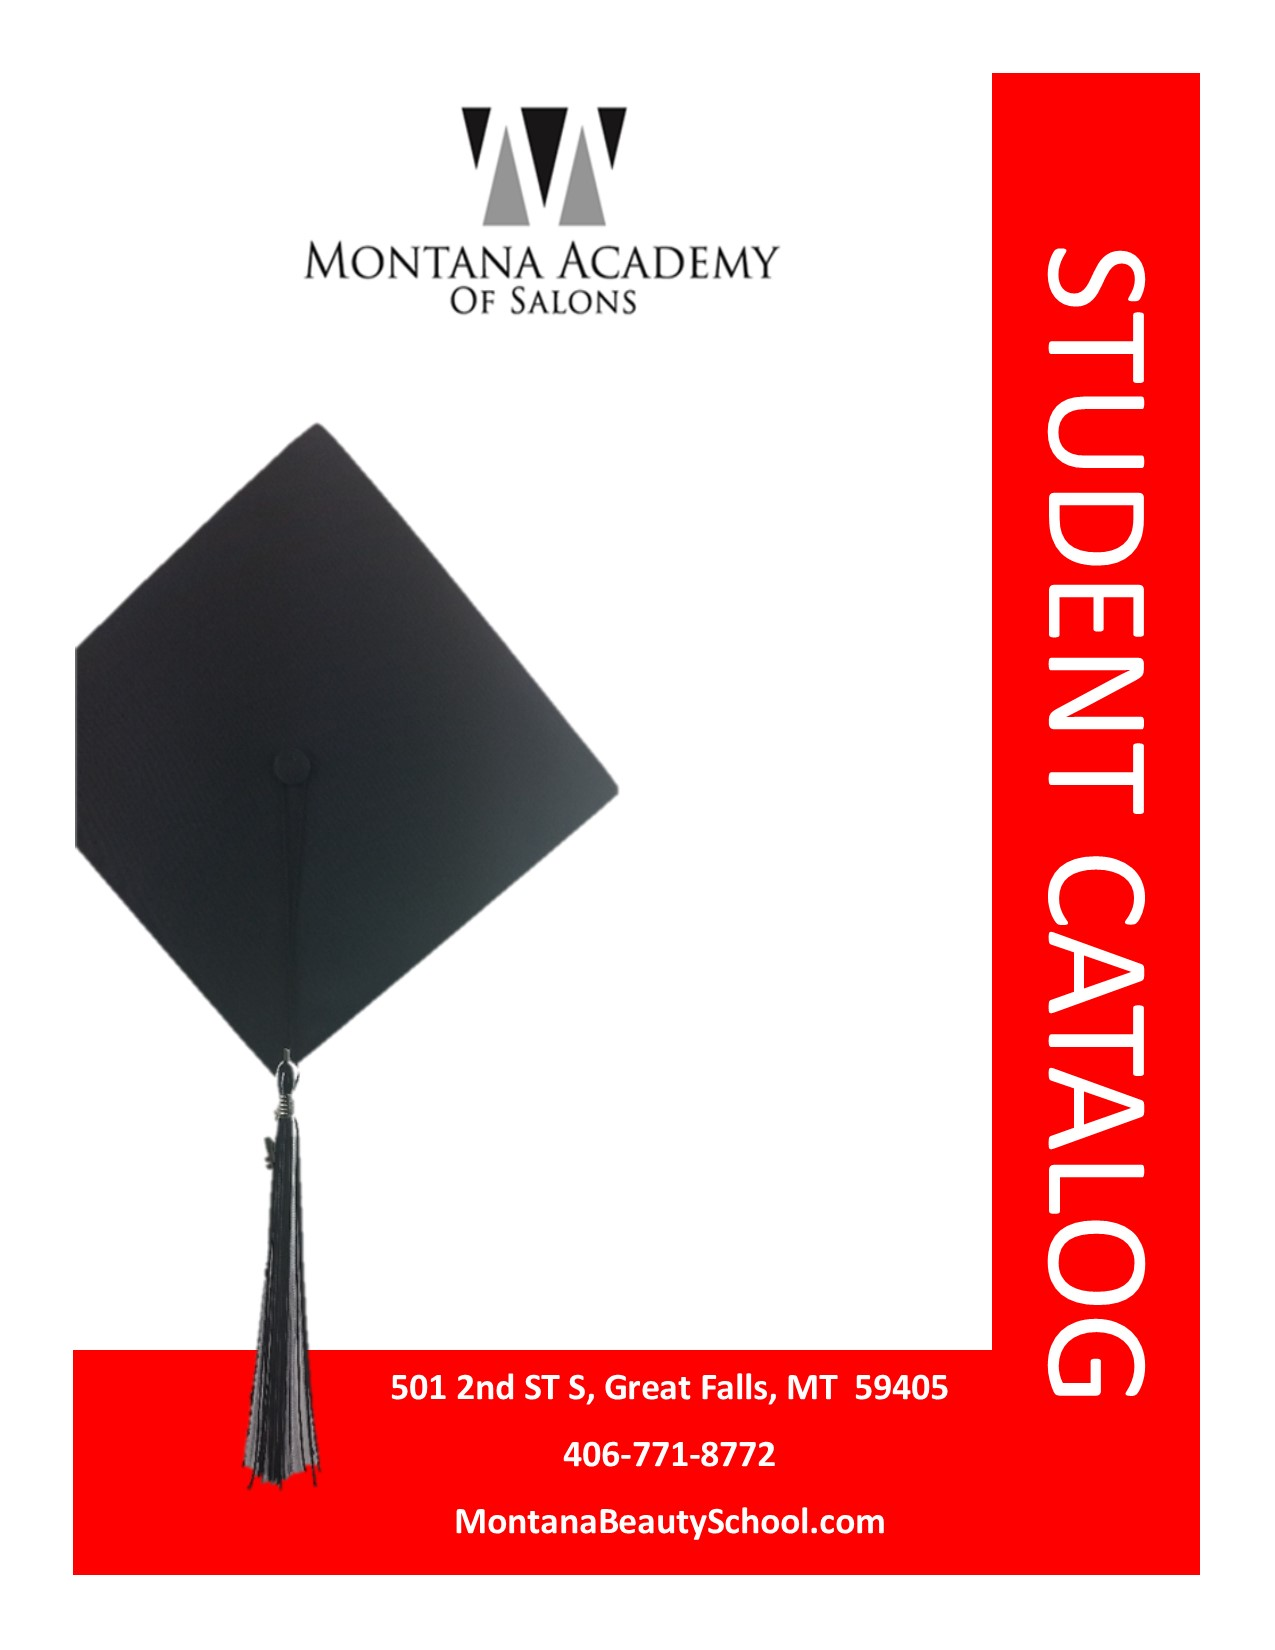 MONTANA ACADEMY
OF SALONS
STUDENT CATALOG
501 2nd ST S, Great Falls, MT  59405
406-771-8772
MontanaBeautySchool.com